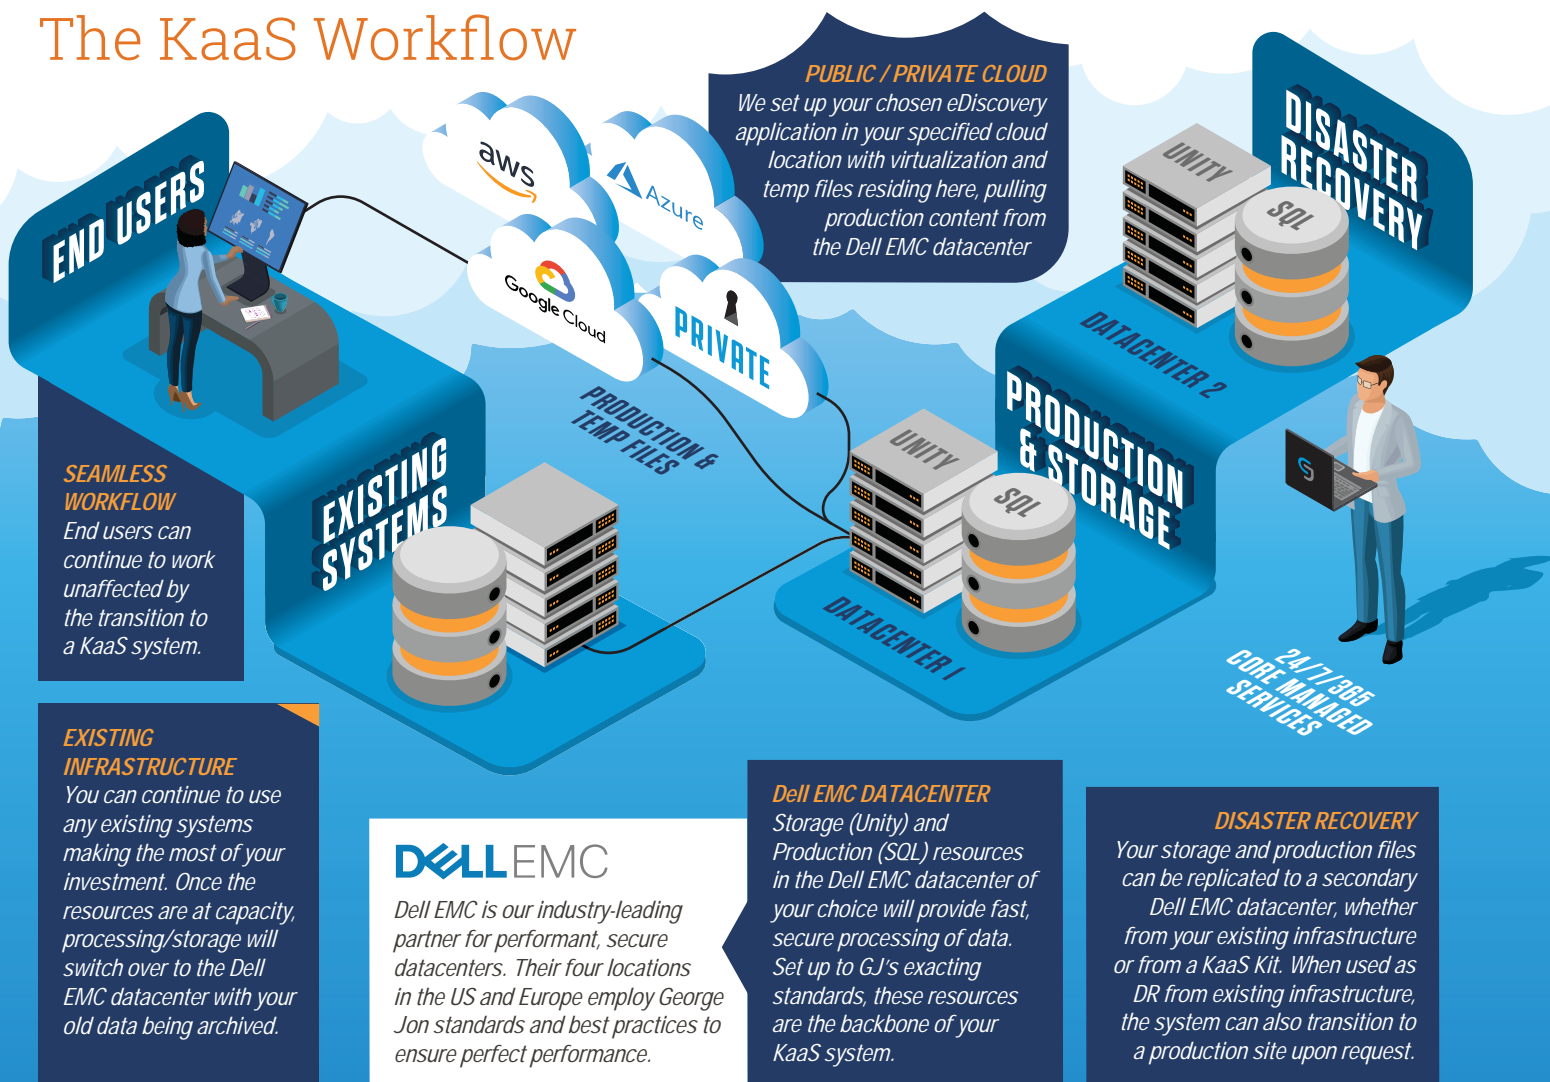 The KaaS Workflow
END USERS
aws
Azure
Google Cloud
PRIVATE
PRODUCTION &
TEMP FILES
PUBLIC / PRIVATE CLOUD
We set up your chosen eDiscovery
application in your specified cloud
location with virtualization and
temp files residing here, pulling
production content from
the Dell EMC datacenter
DISASTER
RECOVERY
UNITY
SQL
DATACENTER 2
PRODUCTION
& STORAGE
UNITY
SQL
DATACENTER 1
EXISTING
SYSTEMS
24/7/365
CORE MANAGED
SERVICES
SEAMLESS
WORKFLOW
End users can
continue to work
unaffected by
the transition to
a KaaS system.
EXISTING
INFRASTRUCTURE
You can continue to use
any existing systems
making the most of your
investment. Once the
resources are at capacity,
processing/storage will
switch over to the Dell
EMC datacenter with your
old data being archived.
DELL EMC
Dell EMC is our industry-leading
partner for performant, secure
datacenters. Their four locations
in the US and Europe employ George
Jon standards and best practices to
ensure perfect performance.
Dell EMC DATACENTER
Storage (Unity) and
Production (SQL) resources
in the Dell EMC datacenter of
your choice will provide fast,
secure processing of data.
Set up to GJ's exacting
standards, these resources
are the backbone of your
KaaS system.
DISASTER RECOVERY
Your storage and production files
can be replicated to a secondary
Dell EMC datacenter, whether
from your existing infrastructure
or from a KaaS Kit. When used as
DR from existing infrastructure,
the system can also transition to
a production site upon request.